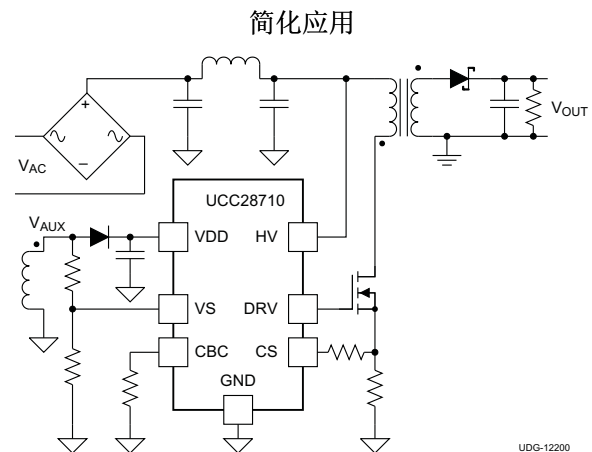 简化应用
+
VAC
−
VOUT
UCC28710
VAUX
VDD
HV
VS
DRV
CBC
CS
GND
UDG-12200